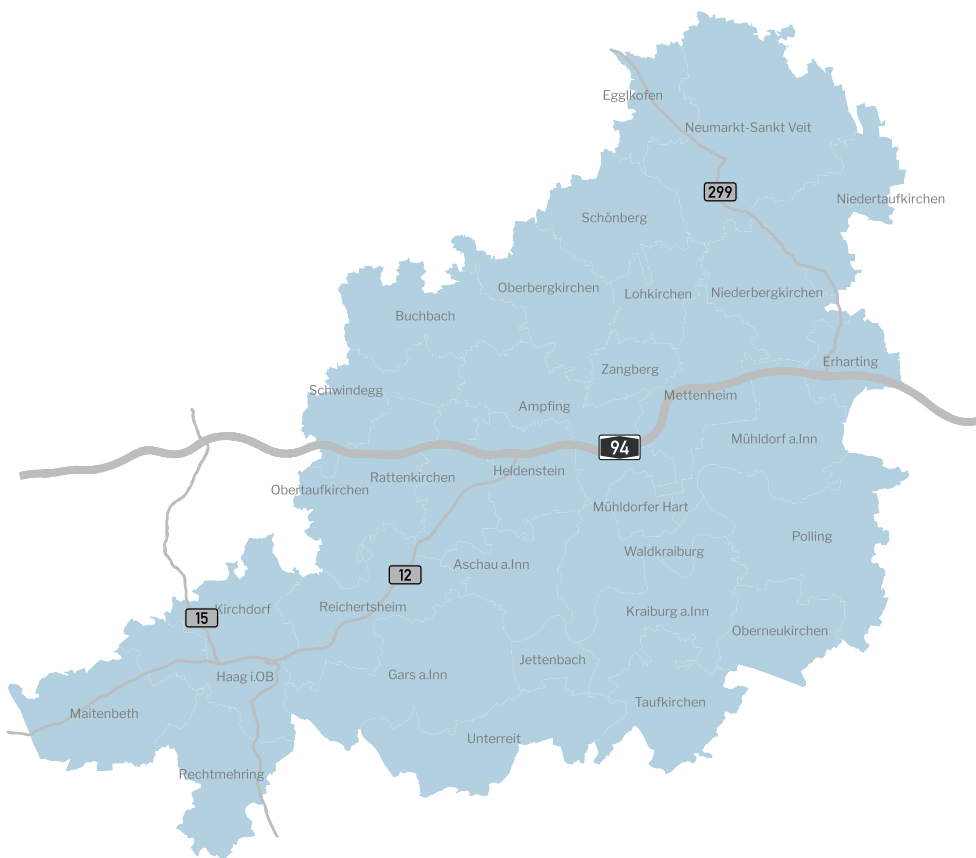 Egglkofen
Neumarkt-Sankt Veit
299
Niedertaufkirchen
Schönberg
Oberbergkirchen
Lohkirchen
Niederbergkirchen
Buchbach
Erharting
Zangberg
Schwindegg
Mettenheim
Ampfing
Mühldorf a.Inn
94
Heldenstein
Rattenkirchen
Obertaufkirchen
Mühldorfer Hart
Polling
Waldkraiburg
Aschau a.Inn
12
Reichertsheim
Kirchdorf
15
Kraiburg a.Inn
Oberneukirchen
Jettenbach
Gars a.Inn
Haag i.OB
Taufkirchen
Maitenbeth
Unterreit
Rechtmehring